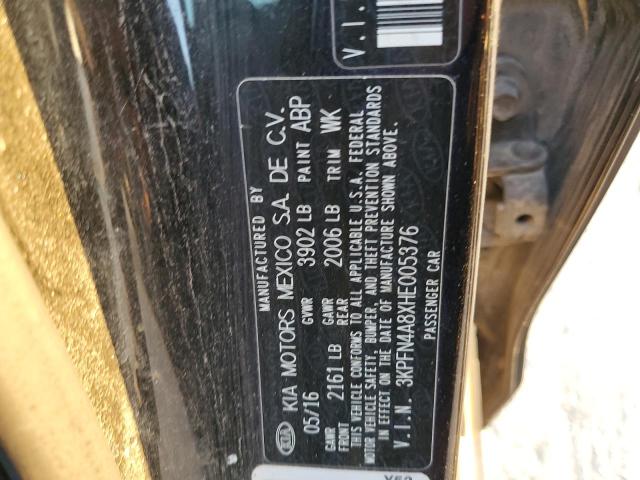 V.I.
MANUFACTURED BY
KIA KIA MOTORS MEXICO S.A. DE C.V.
05/16 GVWR 3902 LB PAINT ABP
GAWR FRONT 2161 LB GAWR REAR 2006 LB TRIM WK
THIS VEHICLE CONFORMS TO ALL APPLICABLE U.S.A. FEDERAL
MOTOR VEHICLE SAFETY, BUMPER, AND THEFT PREVENTION STANDARDS
IN EFFECT ON THE DATE OF MANUFACTURE SHOWN ABOVE.
V.I.N. 3KPFN4A8XHE005376
PASSENGER CAR